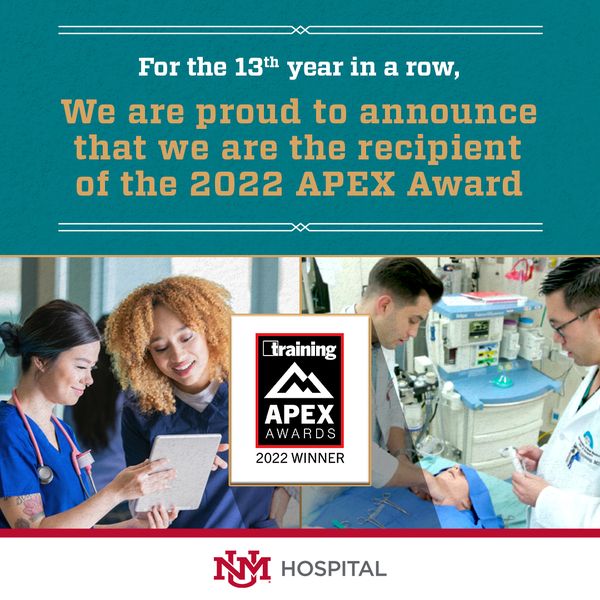 For the 13th year in a row,
We are proud to announce
that we are the recipient
of the 2022 APEX Award
training
APEX
AWARDS
2022 WINNER
UNM HOSPITAL